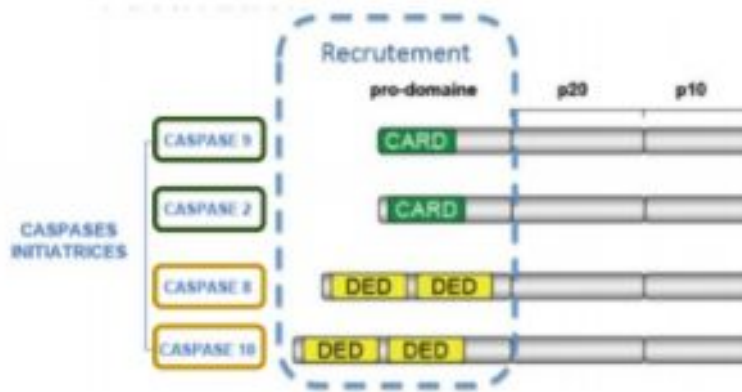 Recrutement
pro-domaine p20 p10
CASPASE 9 CARD
CASPASE 2 CARD
CASPASES
INITIATRICES
CASPASE 8 DED DED
CASPASE 10 DED DED